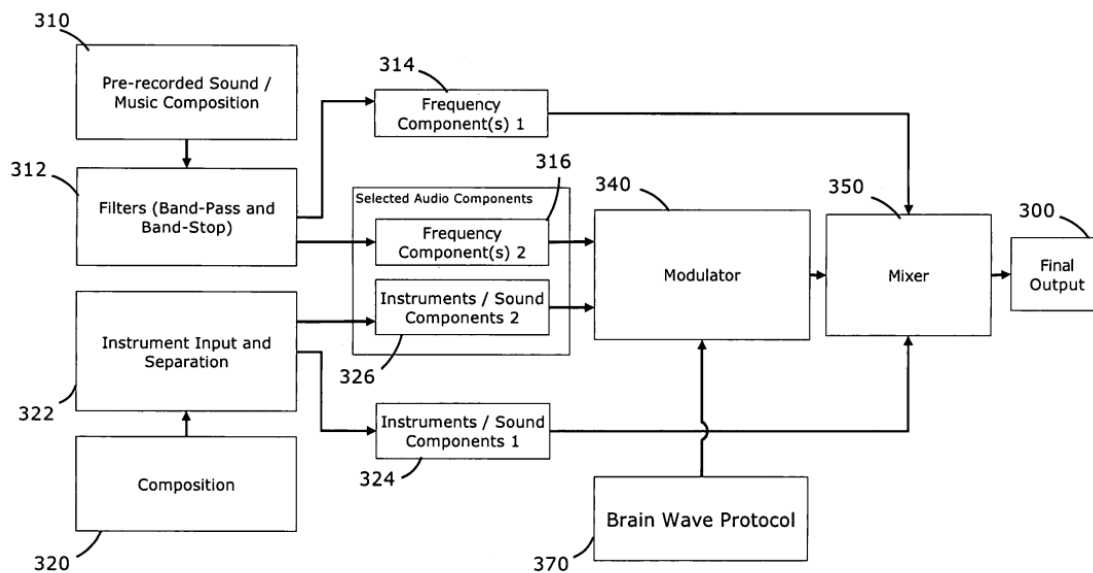 310
Pre-recorded Sound /
Music Composition
314
Frequency
Component(s) 1
312
Filters (Band-Pass and
Band-Stop)
316
Selected Audio Components
Frequency
Component(s) 2
340
Modulator
350
Mixer
300
Final
Output
Instruments / Sound
Components 2
326
Instrument Input and
Separation
322
Instruments / Sound
Components 1
324
Composition
320
Brain Wave Protocol
370